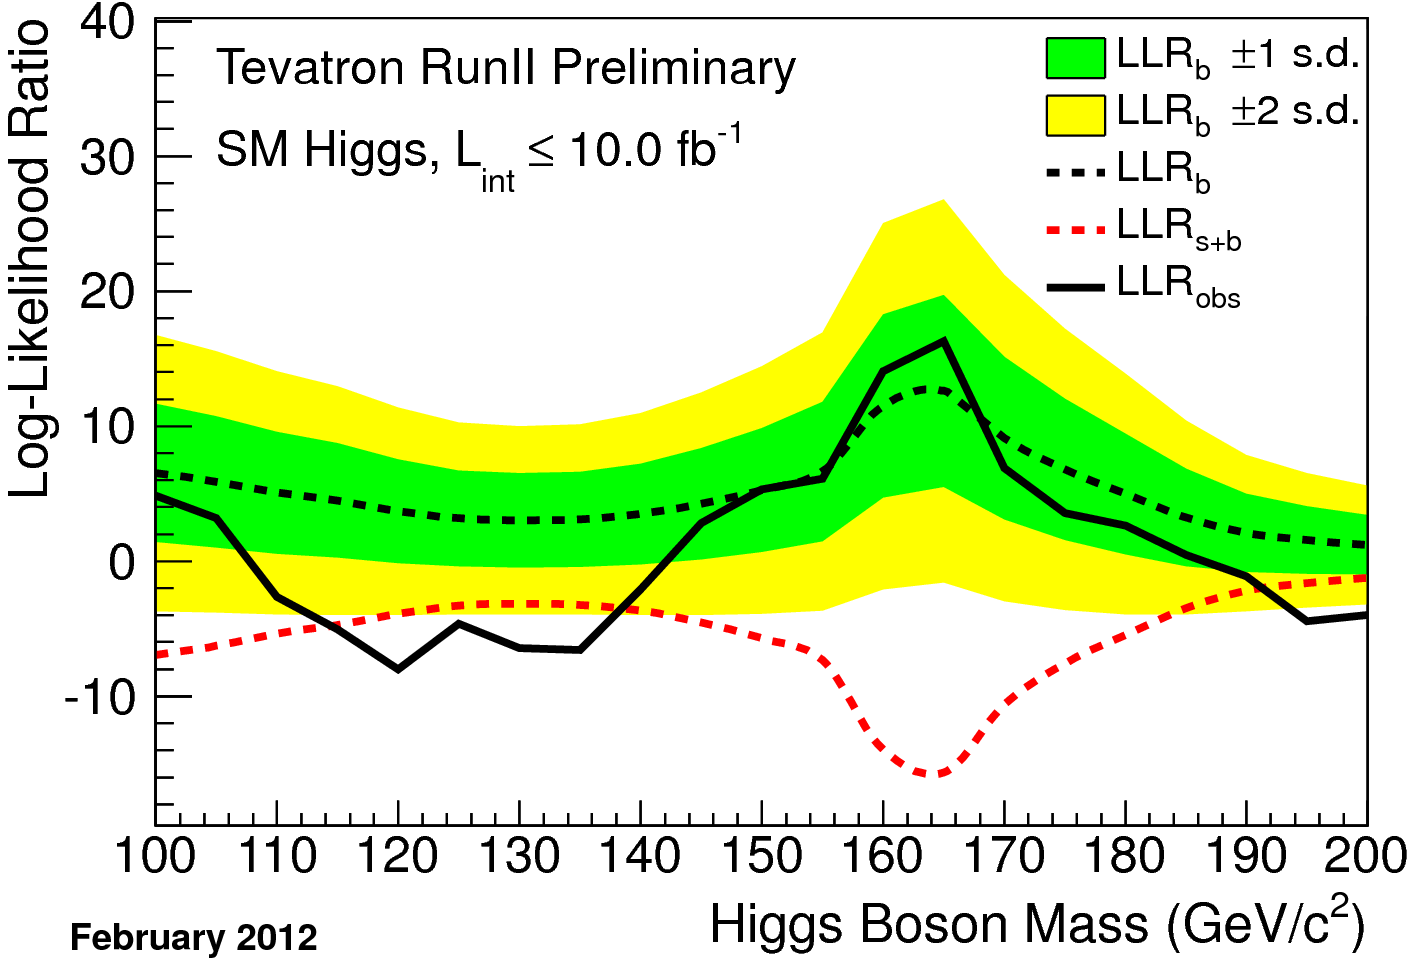 Log-Likelihood Ratio
40
30
20
10
0
-10
Tevatron RunII Preliminary
SM Higgs, L_int ≤ 10.0 fb⁻¹
LLR_b ±1 s.d.
LLR_b ±2 s.d.
LLR_b
LLR_s+b
LLR_obs
100 110 120 130 140 150 160 170 180 190 200
Higgs Boson Mass (GeV/c²)
February 2012